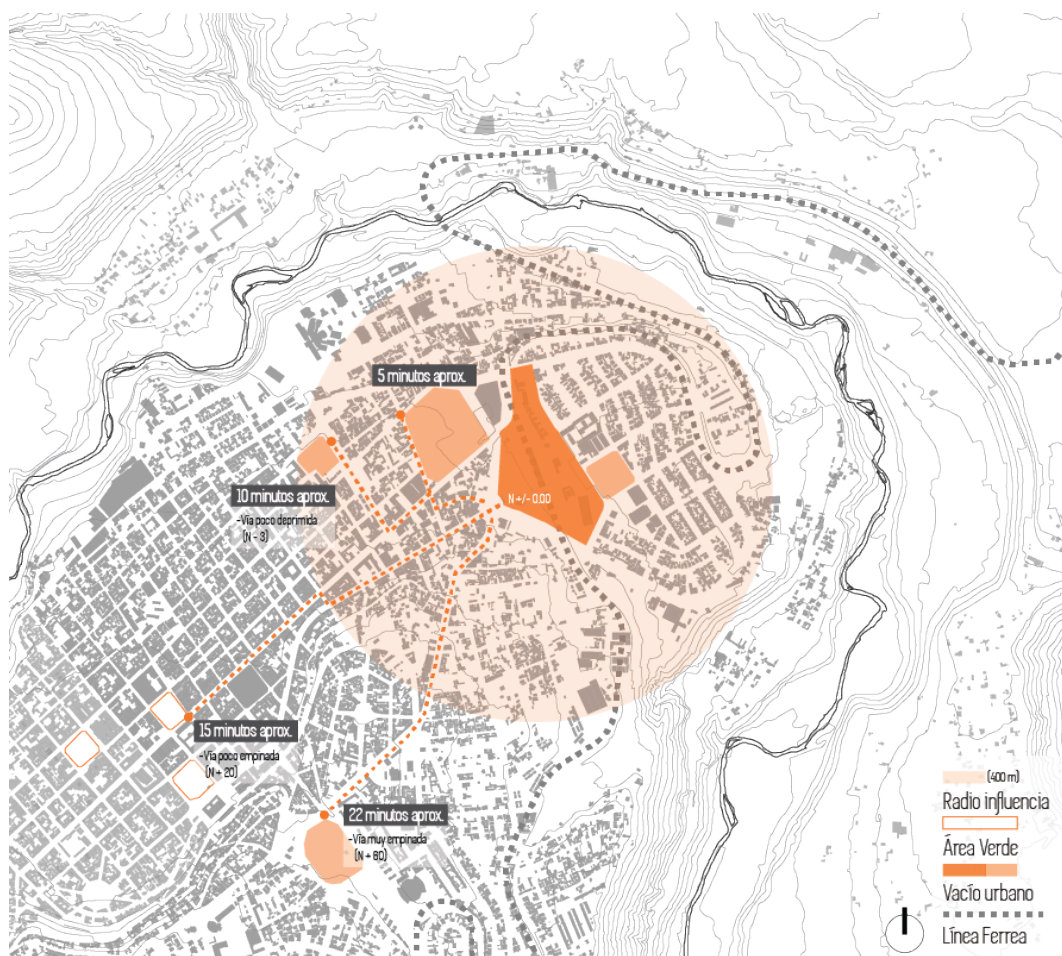 5 minutos aprox.
10 minutos aprox.
-Vía poco deprimida
(N - 3)
N +/- 0.00
15 minutos aprox.
-Vía poco empinada
(N + 20)
22 minutos aprox.
-Vía muy empinada
(N + 60)
(400 m)
Radio influencia
Área Verde
Vacío urbano
Línea Ferrea